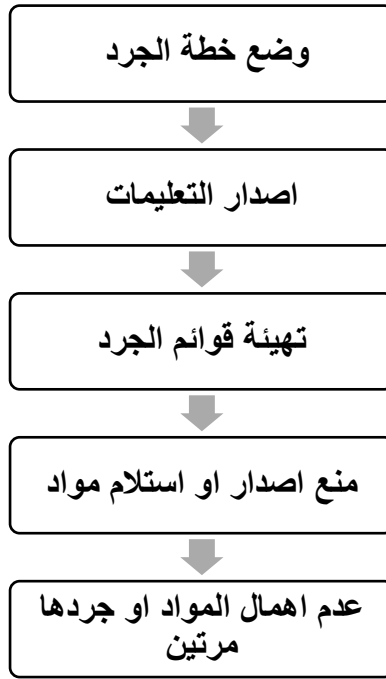 وضع خطة الجرد
اصدار التعليمات
تهيئة قوائم الجرد
منع اصدار او استلام مواد
عدم اهمال المواد او جردها
مرتين